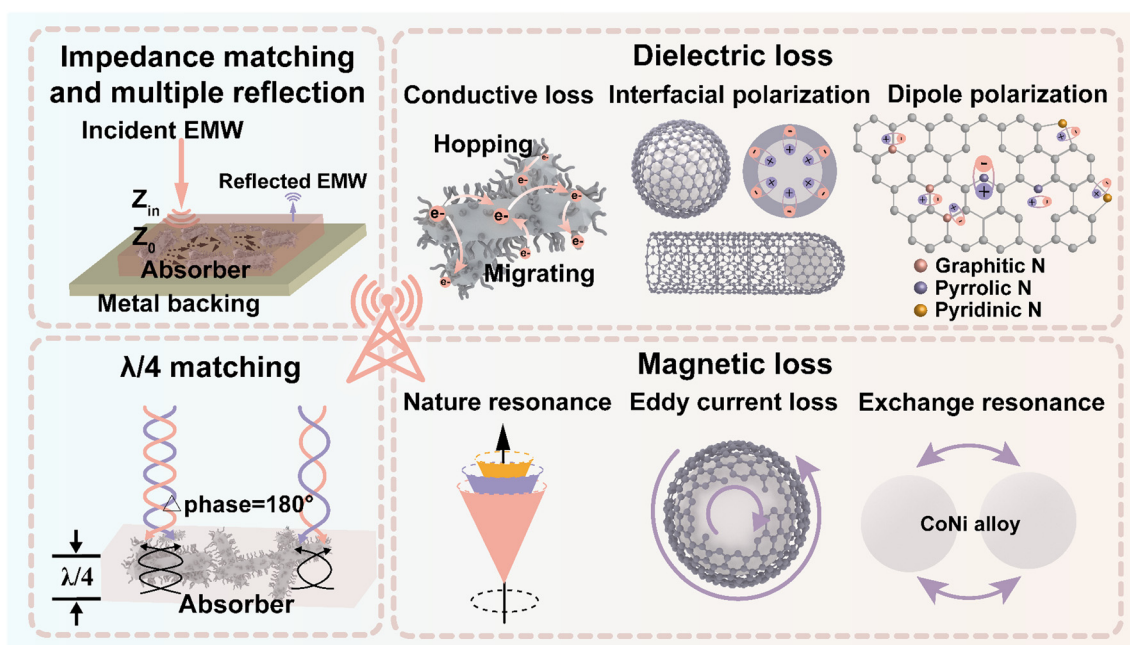 Impedance matching
and multiple reflection
Incident EMW
Reflected EMW
Zin
Z0
Absorber
Metal backing
Dielectric loss
Conductive loss
Hopping
e-
e-
e-
e-
e-
e-
e-
e-
Migrating
Interfacial polarization
- - - - - -
+ + + + + +
Dipole polarization
- + - + - + - + - + - + -
+
Graphitic N
Pyrrolic N
Pyridinic N
λ/4 matching
△phase=180°
λ/4
Absorber
Magnetic loss
Nature resonance
Eddy current loss
Exchange resonance
CoNi alloy